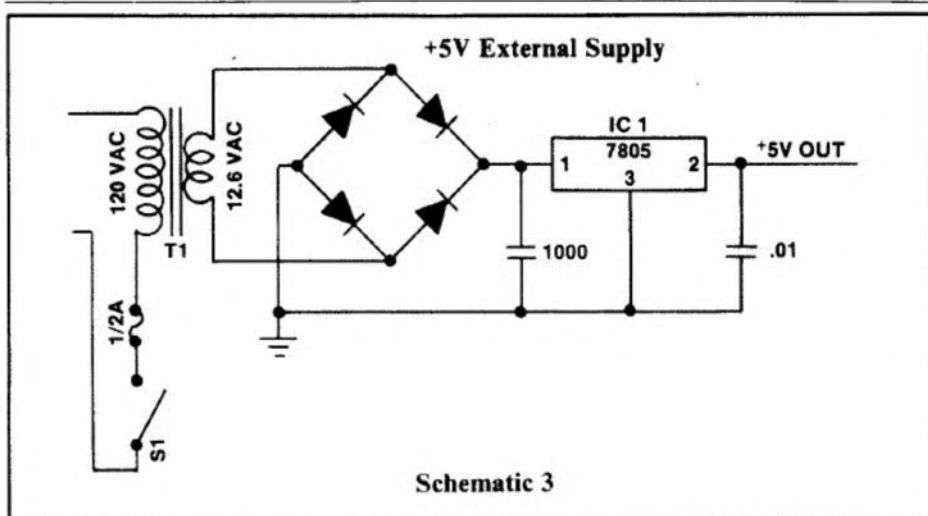 +5V External Supply
120 VAC
12.6 VAC
T1
IC 1
7805
1
2
3
+5V OUT
1000
.01
1/2A
S1
Schematic 3